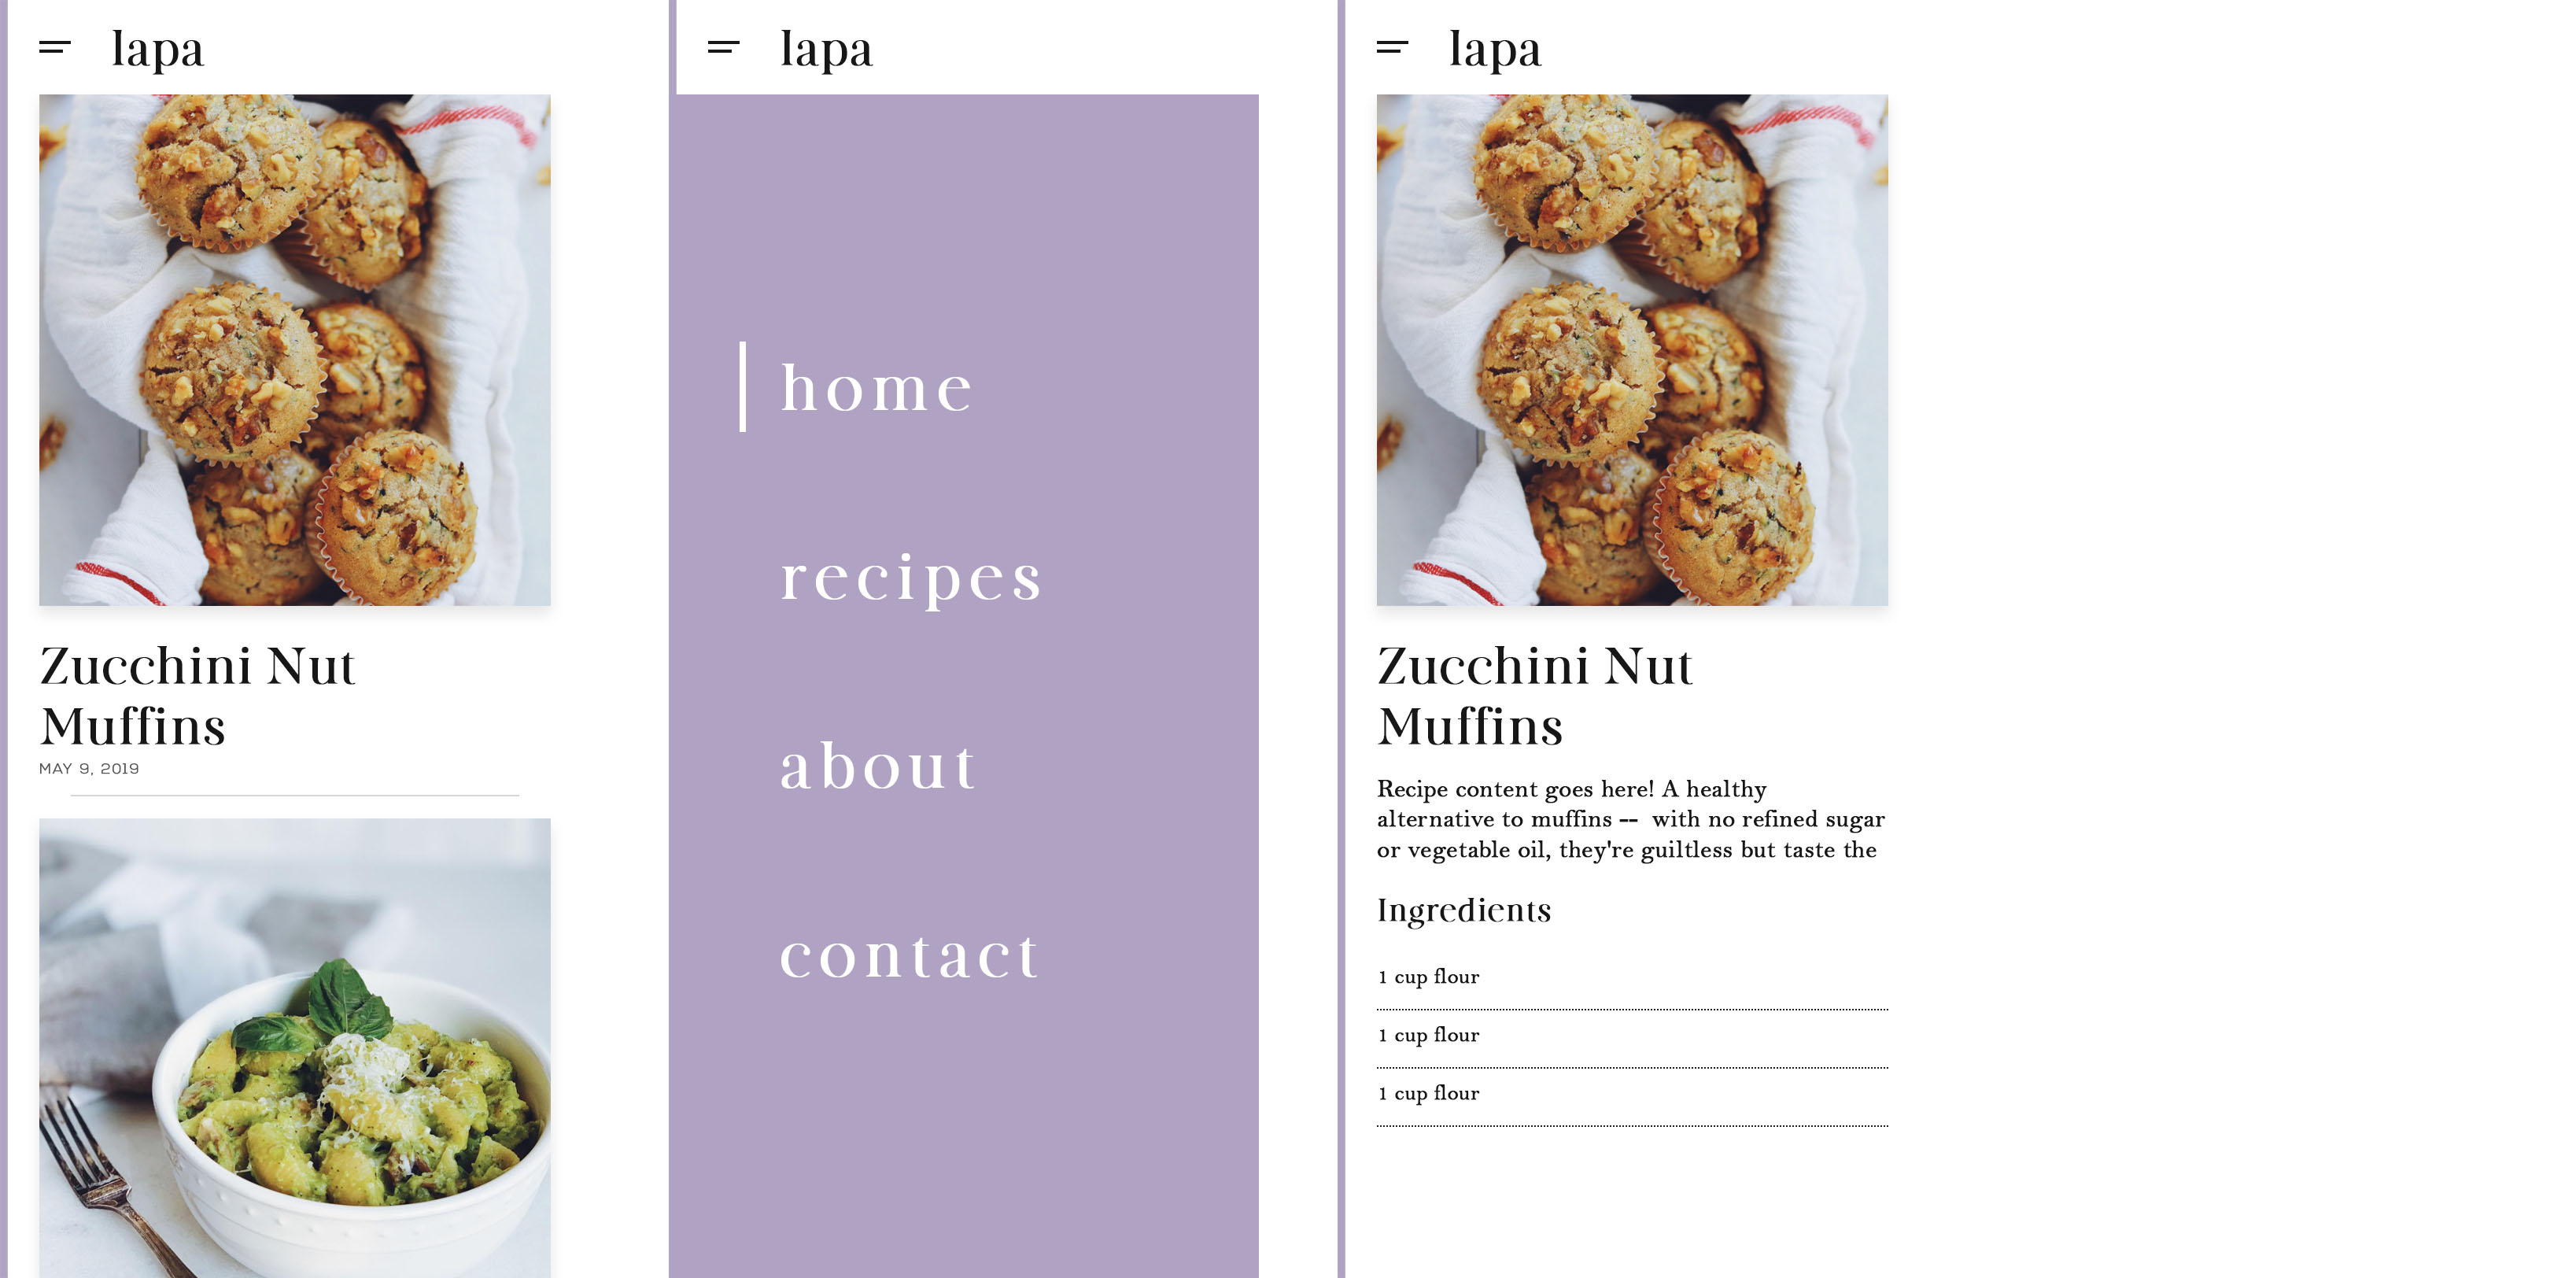 lapa
Zucchini Nut
Muffins
MAY 9, 2019
lapa
home
recipes
about
contact
lapa
Zucchini Nut
Muffins
Recipe content goes here! A healthy
alternative to muffins --  with no refined sugar
or vegetable oil, they're guiltless but taste the
Ingredients
1 cup flour
1 cup flour
1 cup flour